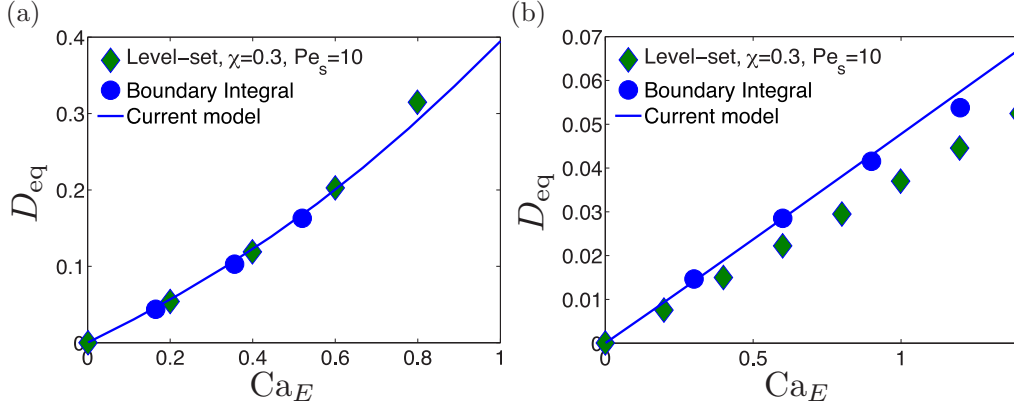 (a)
0.4
0.3
0.2
0.1
0
D_eq
Level−set, χ=0.3, Pe_s=10
Boundary Integral
Current model
0 0.2 0.4 0.6 0.8 1
Ca_E
(b)
0.07
0.06
0.05
0.04
0.03
0.02
0.01
0
D_eq
Level−set, χ=0.3, Pe_s=10
Boundary Integral
Current model
0 0.5 1
Ca_E